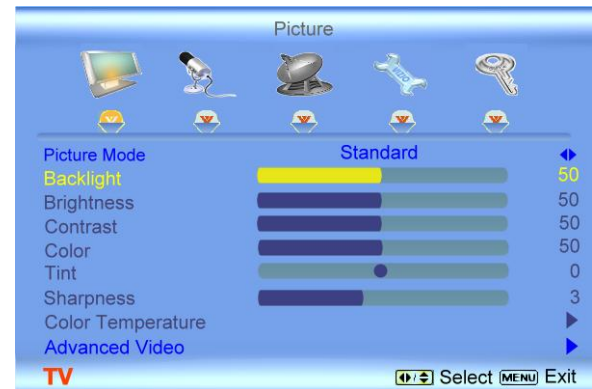 Picture
Picture Mode Standard
Backlight 50
Brightness 50
Contrast 50
Color 50
Tint 0
Sharpness 3
Color Temperature
Advanced Video
TV Select MENU Exit